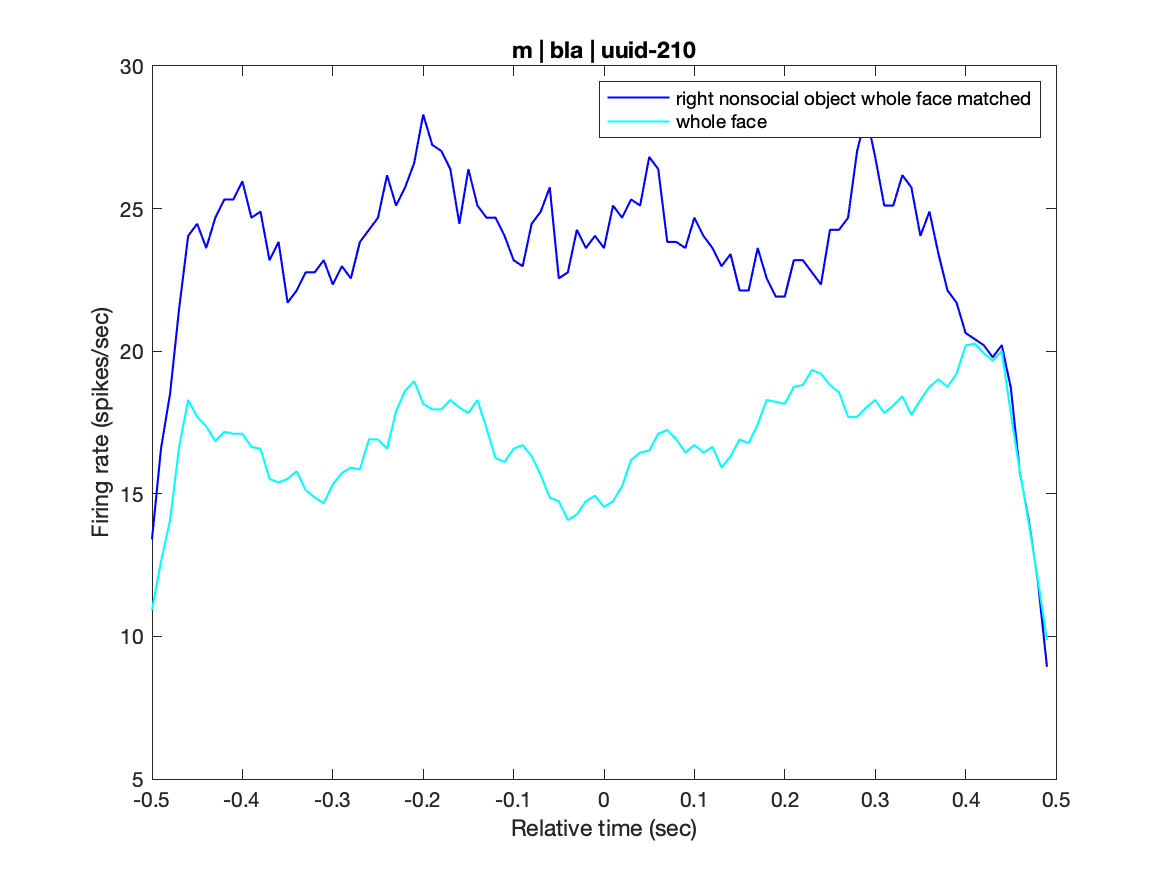 m | bla | uuid-210
30
25
20
15
10
5
right nonsocial object whole face matched
whole face
Firing rate (spikes/sec)
-0.5 -0.4 -0.3 -0.2 -0.1 0 0.1 0.2 0.3 0.4 0.5
Relative time (sec)